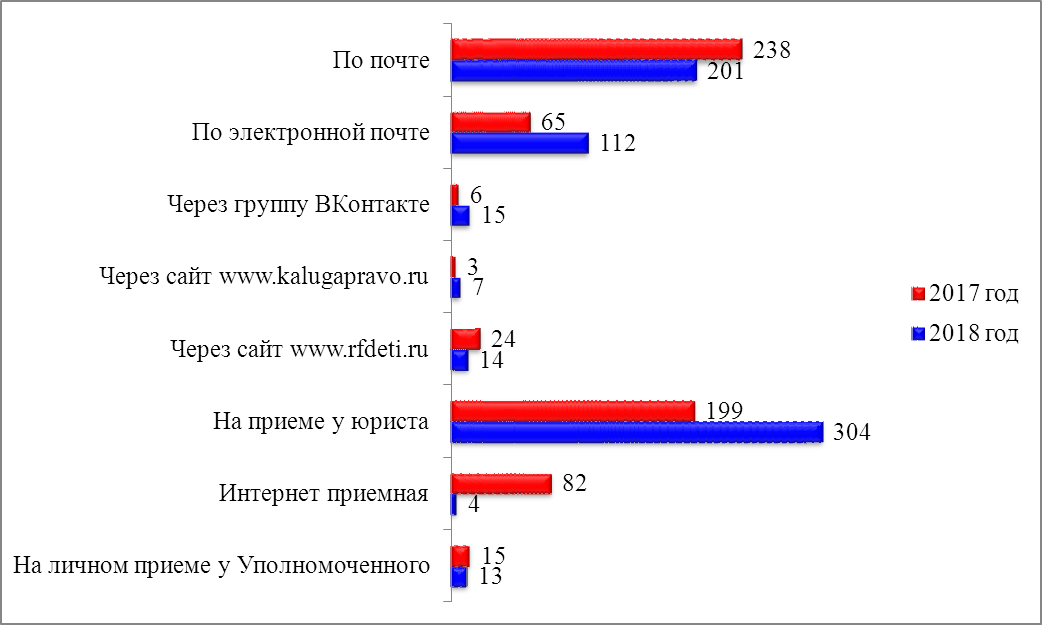 По почте
238
201
По электронной почте
65
112
Через группу ВКонтакте
6
15
Через сайт www.kalugapravo.ru
3
7
Через сайт www.rfdeti.ru
24
14
На приеме у юриста
199
304
Интернет приемная
82
4
На личном приеме у Уполномоченного
15
13
2017 год
2018 год